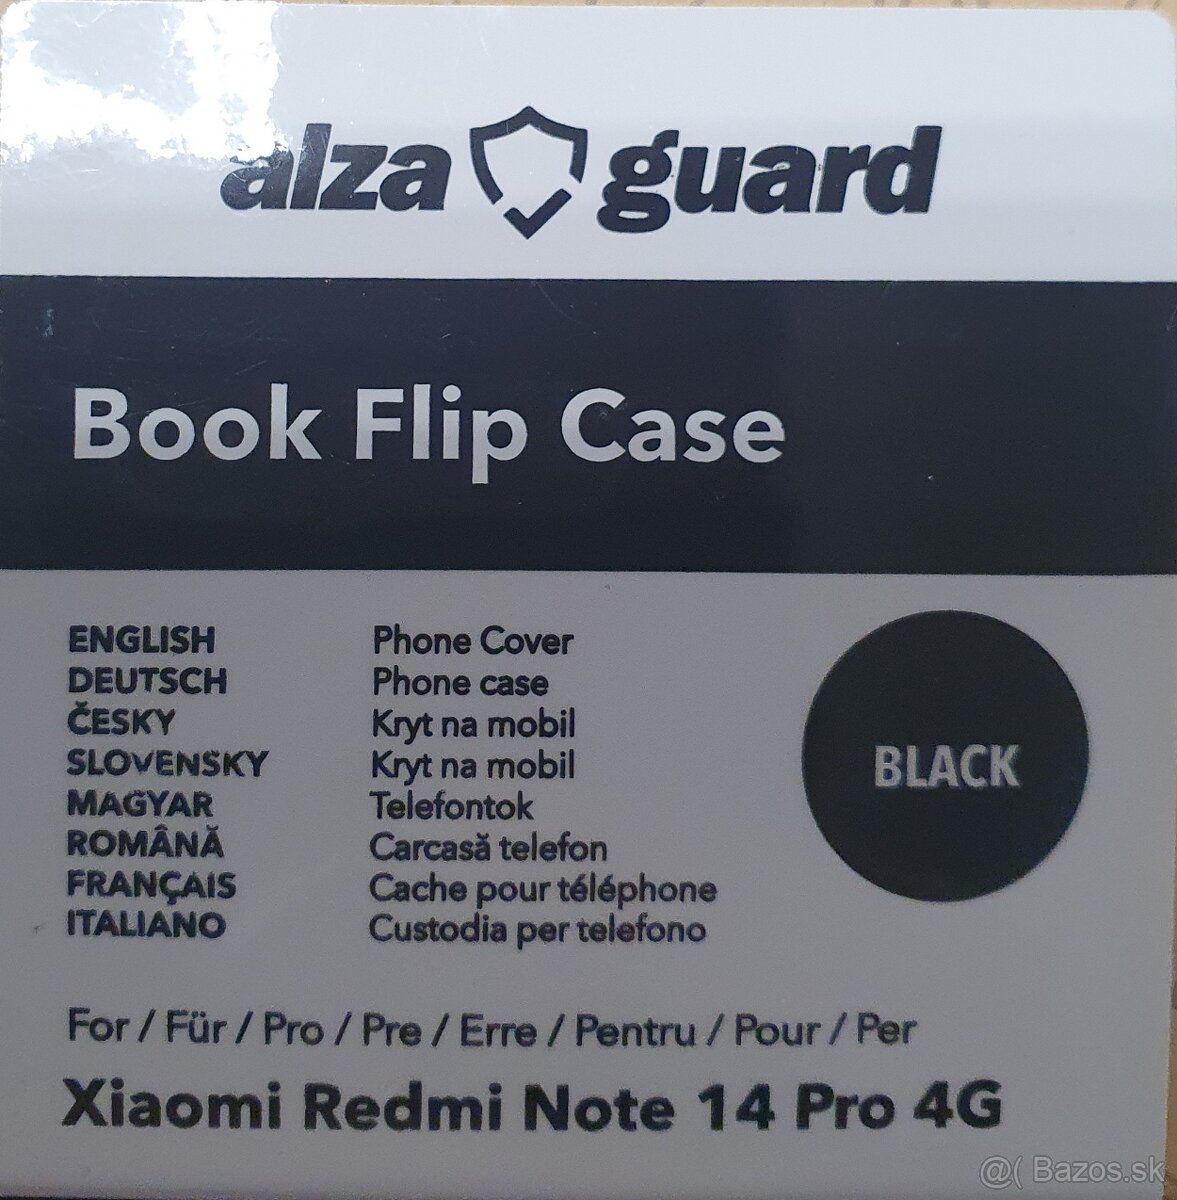 alza guard
Book Flip Case
ENGLISH Phone Cover
DEUTSCH Phone case
ČESKY Kryt na mobil
SLOVENSKY Kryt na mobil
MAGYAR Telefontok
ROMÂNĂ Carcasă telefon
FRANÇAIS Cache pour téléphone
ITALIANO Custodia per telefono
BLACK
For / Für / Pro / Pre / Erre / Pentru / Pour / Per
Xiaomi Redmi Note 14 Pro 4G
@( Bazos.sk